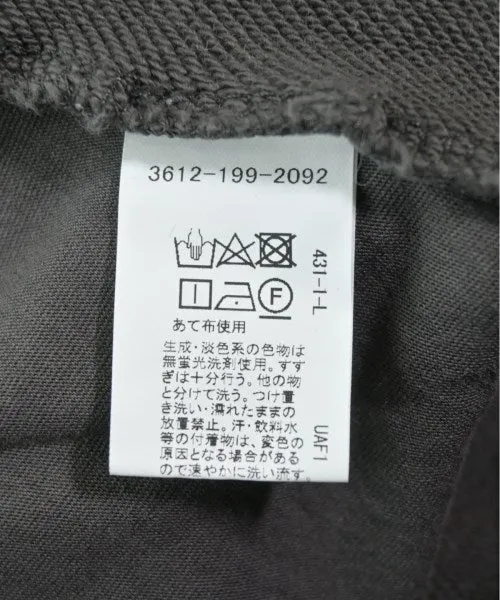 3612-199-2092
431-1-L
F
あて布使用
生成・淡色系の色物は
無蛍光洗剤使用。すす
ぎは十分行う。他の物
と分けて洗う。つけ置
き洗い・濡れたままの
放置禁止。汗・飲料水
等の付着物は、変色の
原因となる場合がある
ので速やかに洗い流す。
UAF1